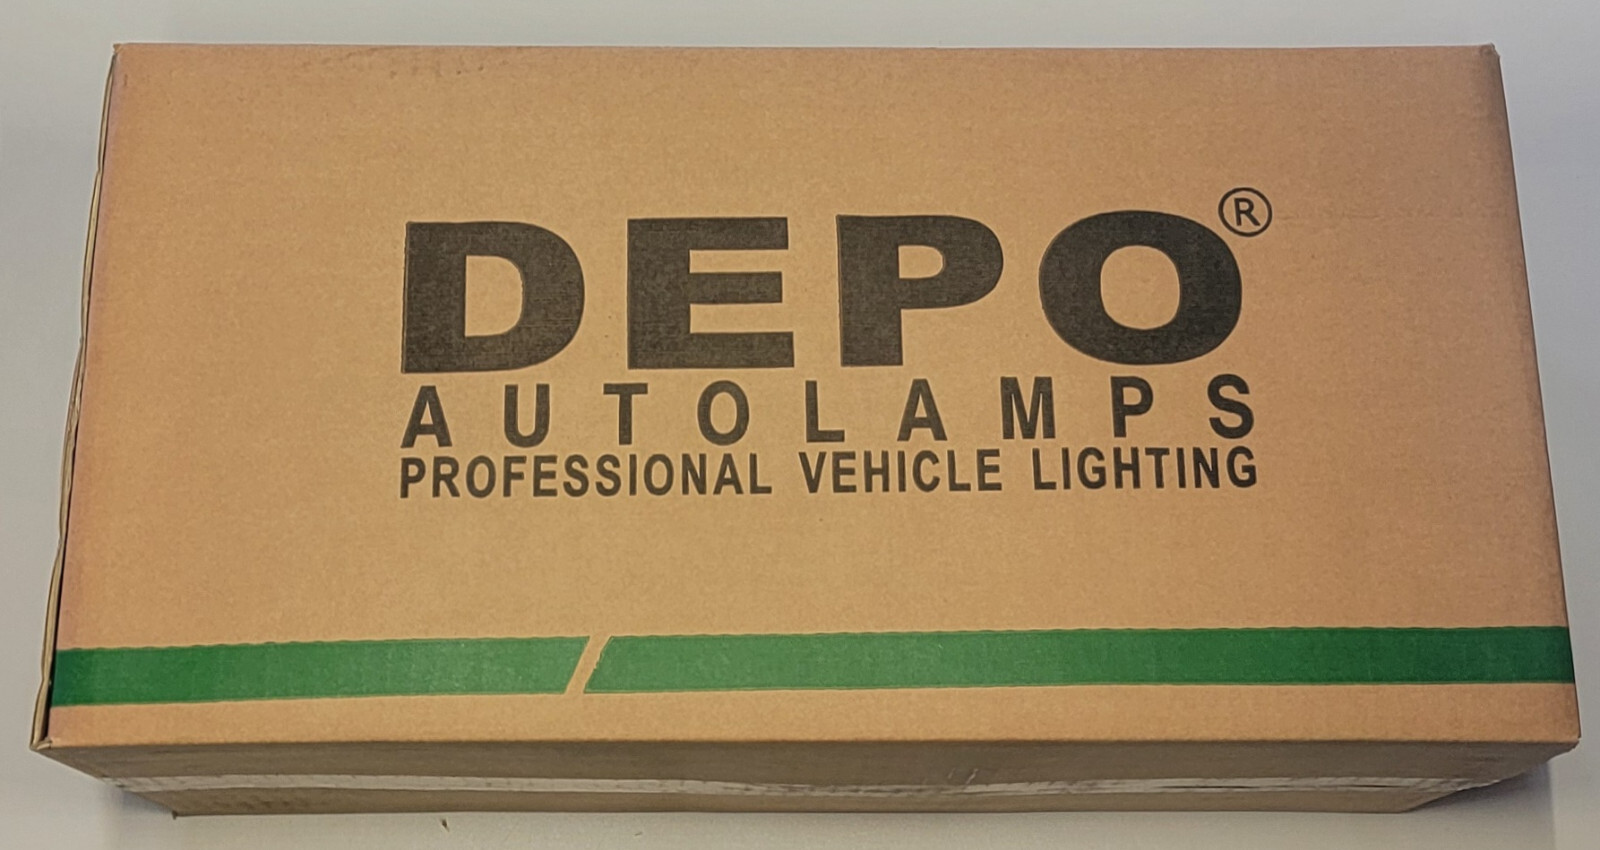 DEPO®
AUTOLAMPS
PROFESSIONAL VEHICLE LIGHTING